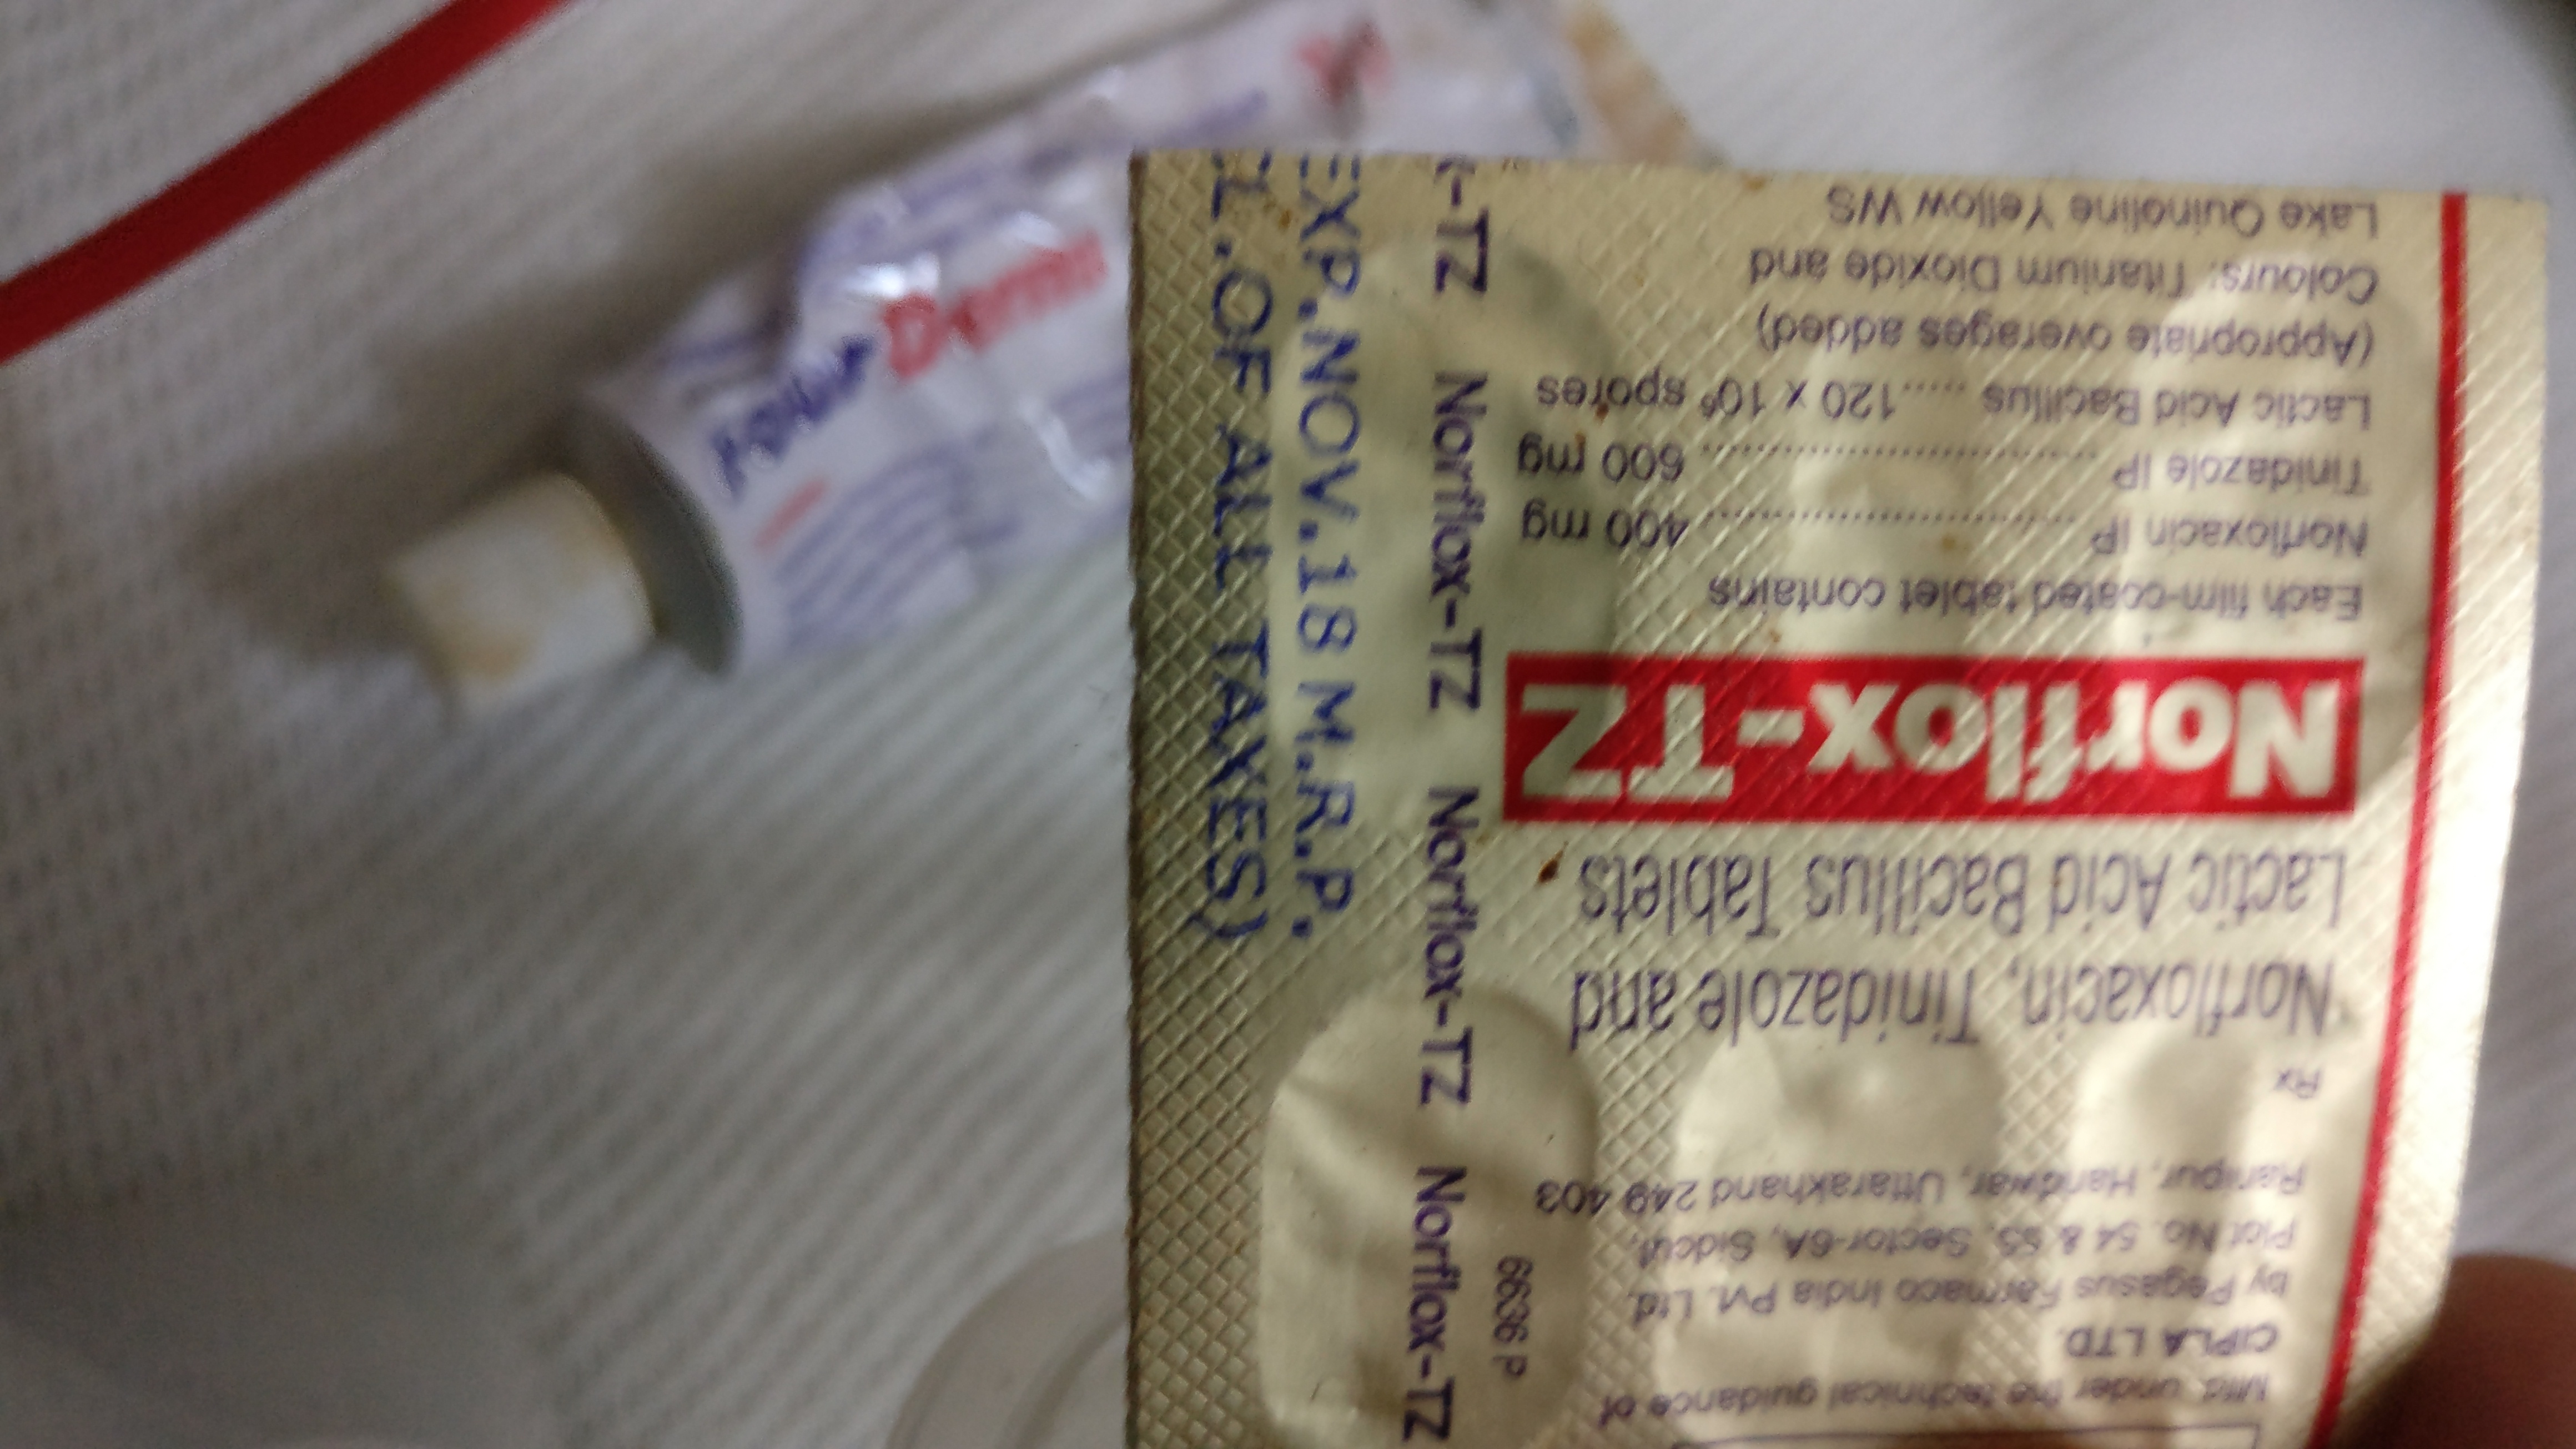 Mfd. under the technical guidance of
CIPLA LTD.
by Pegasus Farmaco India Pvt. Ltd.
Plot No. 54 & 55, Sector-6A, Sidcul,
Ranipur, Haridwar, Uttarakhand 249 403
Rx
Norfloxacin, Tinidazole and
Lactic Acid Bacillus Tablets
Norflox-TZ
Each film-coated tablet contains
Norfloxacin IP ........................ 400 mg
Tinidazole IP ........................ 600 mg
Lactic Acid Bacillus .....120 x 10⁶ spores
(Appropriate overages added)
Colours: Titanium Dioxide and
Lake Quinoline Yellow WS
-TZ Norflox-TZ Norflox-TZ Norflox-TZ
6636 P
EXP.NOV.18 M.R.P.
CL.OF ALL TAXES)
Derm